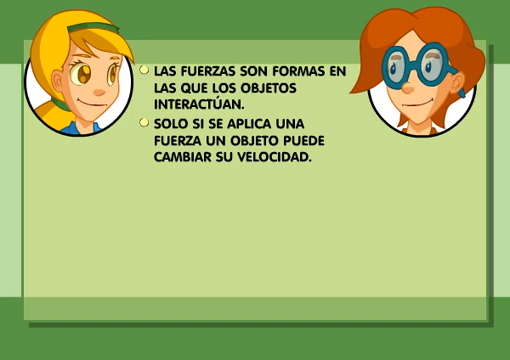 LAS FUERZAS SON FORMAS EN
LAS QUE LOS OBJETOS
INTERACTÚAN.
SOLO SI SE APLICA UNA
FUERZA UN OBJETO PUEDE
CAMBIAR SU VELOCIDAD.